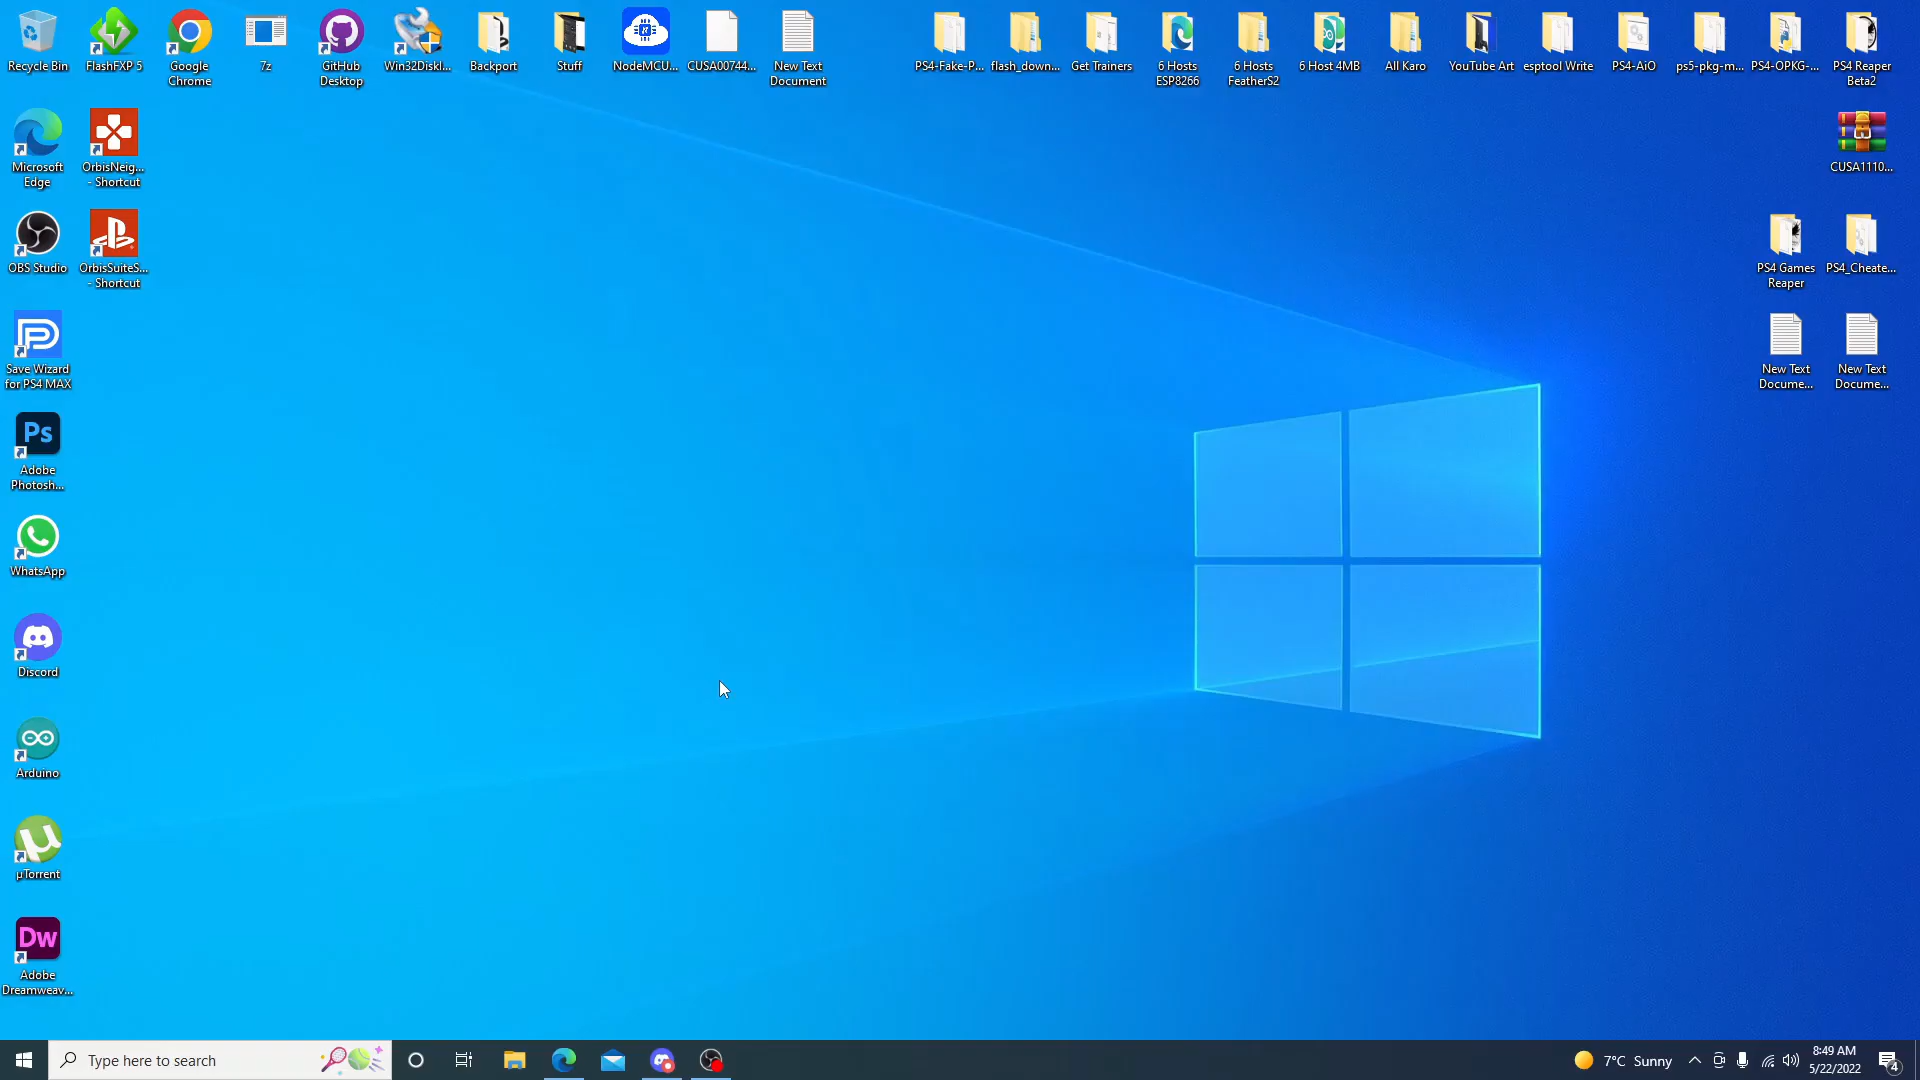 Recycle Bin
FlashFXP 5
Google
Chrome
7z
GitHub
Desktop
Win32DiskI...
Backport
Stuff
NodeMCU...
CUSA00744...
New Text
Document
PS4-Fake-P...
flash_down...
Get Trainers
6 Hosts
ESP8266
6 Hosts
FeatherS2
6 Host 4MB
All Karo
YouTube Art
esptool Write
PS4-AiO
ps5-pkg-m...
PS4-OPKG-...
PS4 Reaper
Beta2
Microsoft
Edge
OrbisNeig...
- Shortcut
CUSA1110...
OBS Studio
OrbisSuiteS...
- Shortcut
PS4 Games
Reaper
PS4_Cheate...
Save Wizard
for PS4 MAX
New Text
Docume...
New Text
Docume...
Ps
Adobe
Photosh...
WhatsApp
Discord
Arduino
µTorrent
Dw
Adobe
Dreamweav...
Type here to search
7°C Sunny
8:49 AM
5/22/2022
4